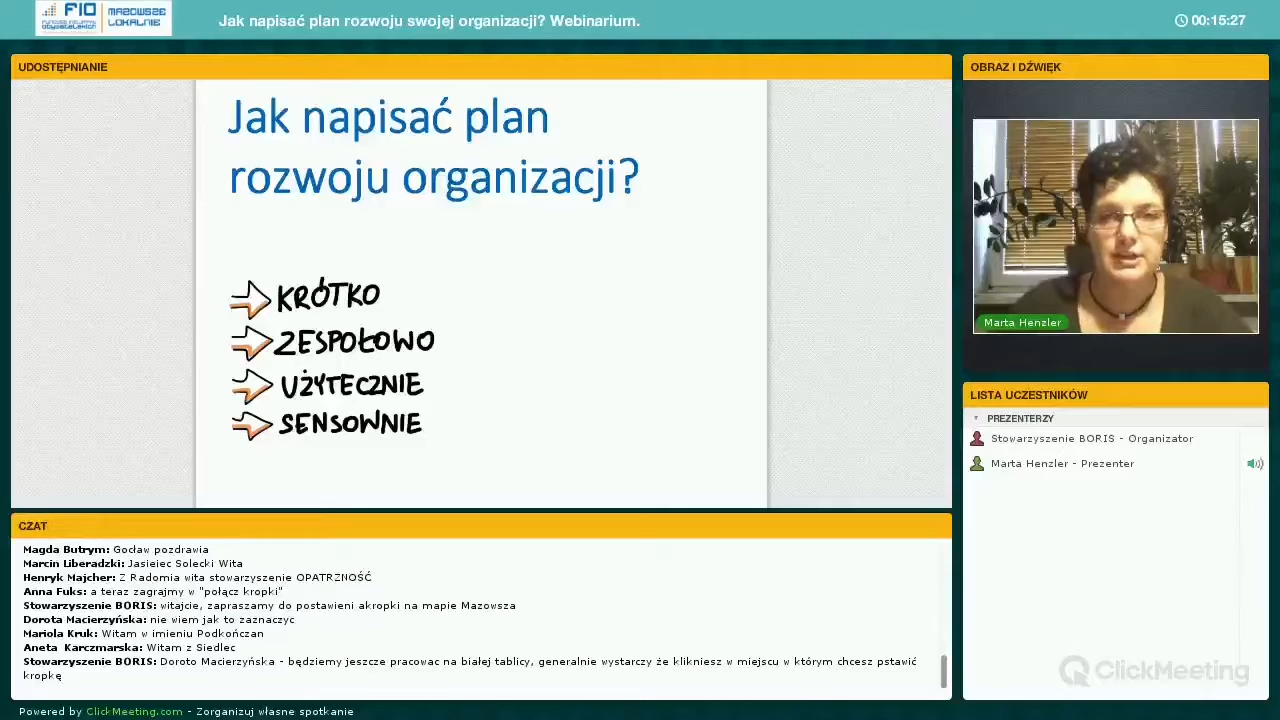 FIO
fundusz inicjatyw
obywatelskich
MAZOWSZE
LOKALNIE
Jak napisać plan rozwoju swojej organizacji? Webinarium.
00:15:27
UDOSTĘPNIANIE
Jak napisać plan
rozwoju organizacji?
KRÓTKO
ZESPOŁOWO
UŻYTECZNIE
SENSOWNIE
OBRAZ I DŹWIĘK
Marta Henzler
LISTA UCZESTNIKÓW
PREZENTERZY
Stowarzyszenie BORIS - Organizator
Marta Henzler - Prezenter
CZAT
Magda Butrym: Gocław pozdrawia
Marcin Liberadzki: Jasieiec Solecki Wita
Henryk Majcher: Z Radomia wita stowarzyszenie OPATRZNOŚĆ
Anna Fuks: a teraz zagrajmy w "połącz kropki"
Stowarzyszenie BORIS: witajcie, zapraszamy do postawieni akropki na mapie Mazowsza
Dorota Macierzyńska: nie wiem jak to zaznaczyc
Mariola Kruk: Witam w imieniu Podkończan
Aneta Karczmarska: Witam z Siedlec
Stowarzyszenie BORIS: Doroto Macierzyńska - będziemy jeszcze pracowac na białej tablicy, generalnie wystarczy że klikniesz w miejscu w którym chcesz pstawić
kropkę
ClickMeeting
Powered by ClickMeeting.com - Zorganizuj własne spotkanie